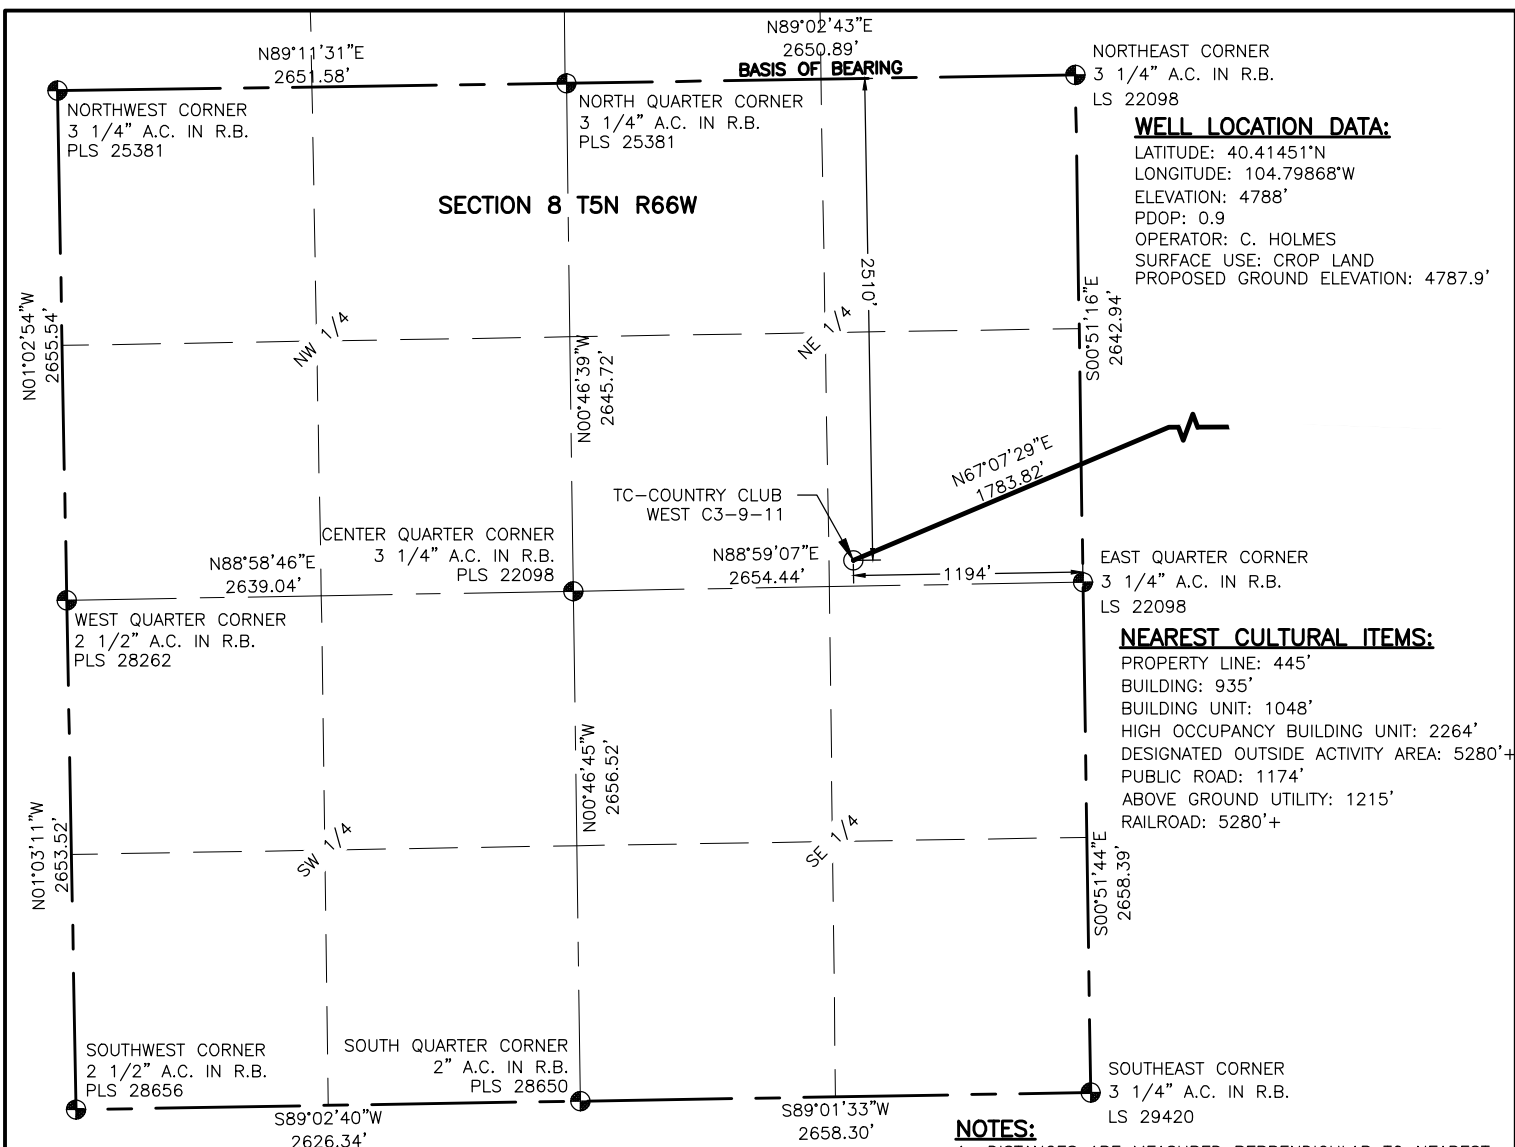 N89°11'31"E
2651.58'
N89°02'43"E
2650.89'
BASIS OF BEARING
NORTHEAST CORNER
3 1/4" A.C. IN R.B.
LS 22098
NORTHWEST CORNER
3 1/4" A.C. IN R.B.
PLS 25381
NORTH QUARTER CORNER
3 1/4" A.C. IN R.B.
PLS 25381
WELL LOCATION DATA:
LATITUDE: 40.41451°N
LONGITUDE: 104.79868°W
ELEVATION: 4788'
PDOP: 0.9
OPERATOR: C. HOLMES
SURFACE USE: CROP LAND
PROPOSED GROUND ELEVATION: 4787.9'
SECTION 8 T5N R66W
N01°02'54"W
2655.54'
NW 1/4
N00°46'39"W
2645.72'
NE 1/4
2510'
S00°51'16"E
2642.94'
N67°07'29"E
1783.82'
TC-COUNTRY CLUB
WEST C3-9-11
CENTER QUARTER CORNER
3 1/4" A.C. IN R.B.
PLS 22098
N88°58'46"E
2639.04'
N88°59'07"E
2654.44'
1194'
EAST QUARTER CORNER
3 1/4" A.C. IN R.B.
LS 22098
WEST QUARTER CORNER
2 1/2" A.C. IN R.B.
PLS 28262
NEAREST CULTURAL ITEMS:
PROPERTY LINE: 445'
BUILDING: 935'
BUILDING UNIT: 1048'
HIGH OCCUPANCY BUILDING UNIT: 2264'
DESIGNATED OUTSIDE ACTIVITY AREA: 5280'+
PUBLIC ROAD: 1174'
ABOVE GROUND UTILITY: 1215'
RAILROAD: 5280'+
N01°03'11"W
2653.52'
SW 1/4
N00°46'45"W
2656.52'
SE 1/4
S00°51'44"E
2658.39'
SOUTHWEST CORNER
2 1/2" A.C. IN R.B.
PLS 28656
SOUTH QUARTER CORNER
2" A.C. IN R.B.
PLS 28650
SOUTHEAST CORNER
3 1/4" A.C. IN R.B.
LS 29420
S89°02'40"W
2626.34'
S89°01'33"W
2658.30'
NOTES:
DISTANCES ARE MEASURED PERPENDICULAR TO NEAREST